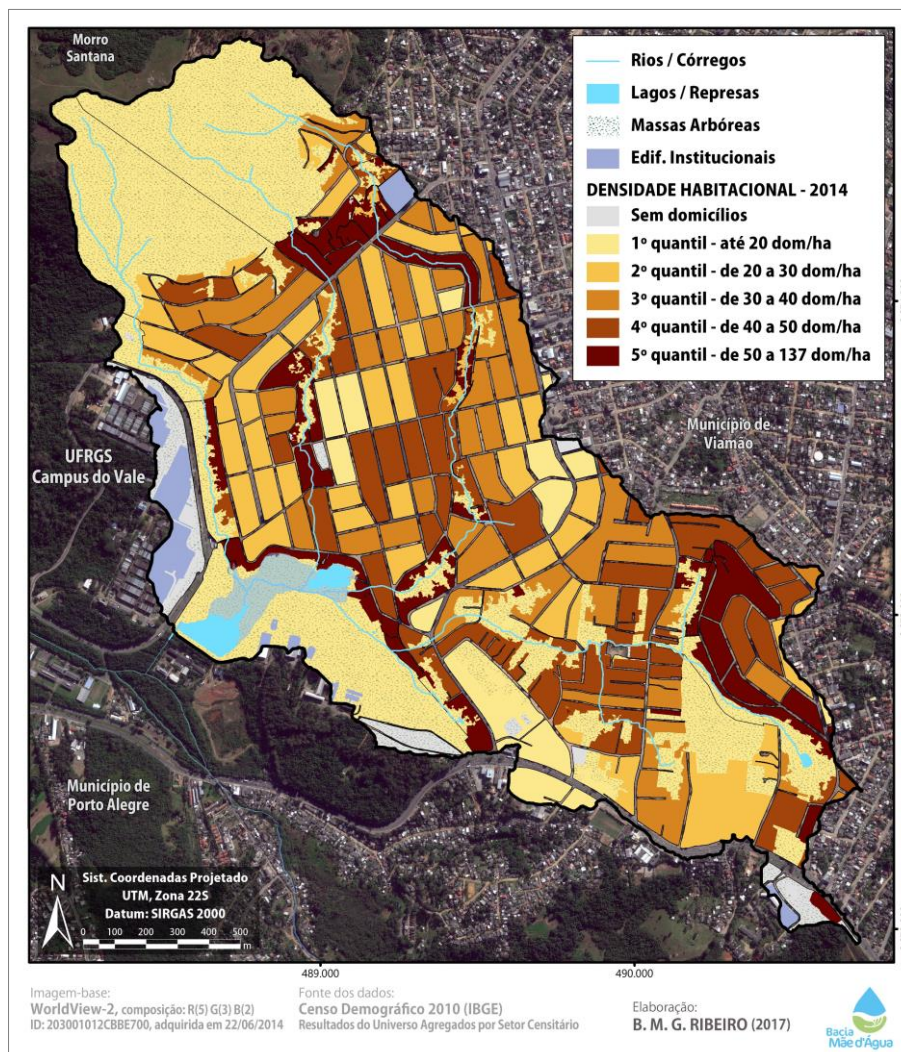 Morro
Santana
Rios / Córregos
Lagos / Represas
Massas Arbóreas
Edif. Institucionais
DENSIDADE HABITACIONAL - 2014
Sem domicílios
1º quantil - até 20 dom/ha
2º quantil - de 20 a 30 dom/ha
3º quantil - de 30 a 40 dom/ha
4º quantil - de 40 a 50 dom/ha
5º quantil - de 50 a 137 dom/ha
Município de
Viamão
UFRGS
Campus do Vale
Município de
Porto Alegre
N
Sist. Coordenadas Projetado
UTM, Zona 22S
Datum: SIRGAS 2000
0 100 200 300 400 500
m
489.000 490.000
Imagem-base:
WorldView-2, composição: R(5) G(3) B(2)
ID: 203001012CBBE700, adquirida em 22/06/2014
Fonte dos dados:
Censo Demográfico 2010 (IBGE)
Resultados do Universo Agregados por Setor Censitário
Elaboração:
B. M. G. RIBEIRO (2017)
Bacia
Mãe d'Água